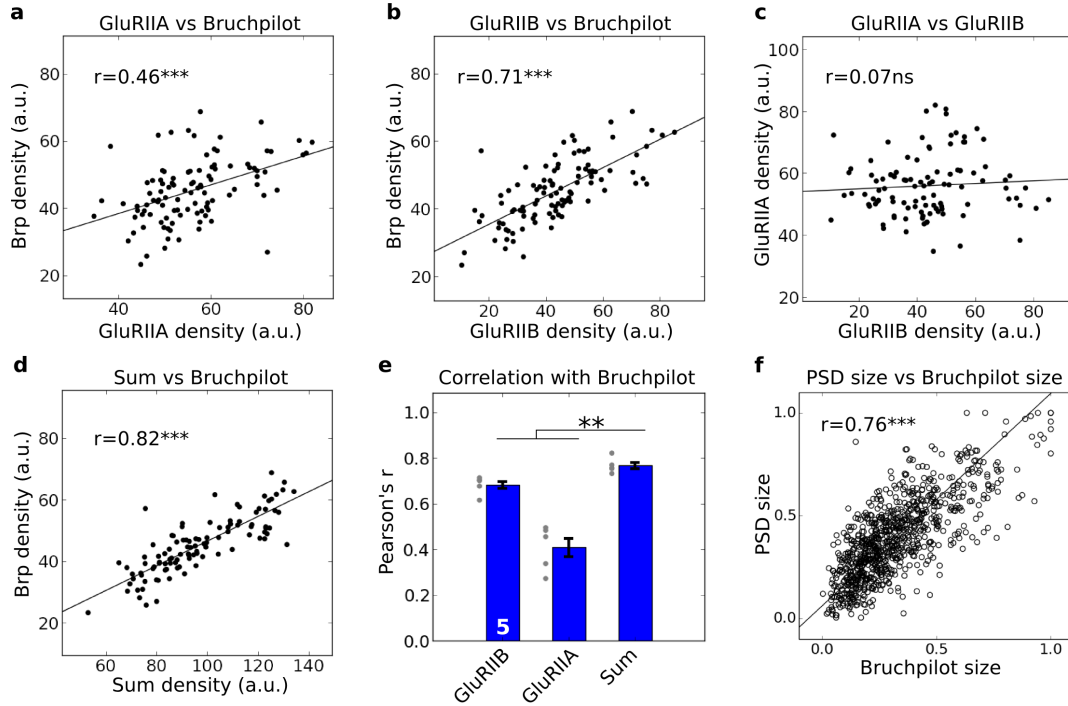 a
GluRIIA vs Bruchpilot
r=0.46***
80
60
40
20
Brp density (a.u.)
40
60
80
GluRIIA density (a.u.)
b
GluRIIB vs Bruchpilot
r=0.71***
80
60
40
20
Brp density (a.u.)
20
40
60
80
GluRIIB density (a.u.)
c
GluRIIA vs GluRIIB
r=0.07ns
100
80
60
40
20
GluRIIA density (a.u.)
20
40
60
80
GluRIIB density (a.u.)
d
Sum vs Bruchpilot
r=0.82***
80
60
40
20
Brp density (a.u.)
60
80
100
120
140
Sum density (a.u.)
e
Correlation with Bruchpilot
**
1.0
0.8
0.6
0.4
0.2
0.0
Pearson's r
5
GluRIIB
GluRIIA
Sum
f
PSD size vs Bruchpilot size
r=0.76***
1.0
0.5
0.0
PSD size
0.0
0.5
1.0
Bruchpilot size